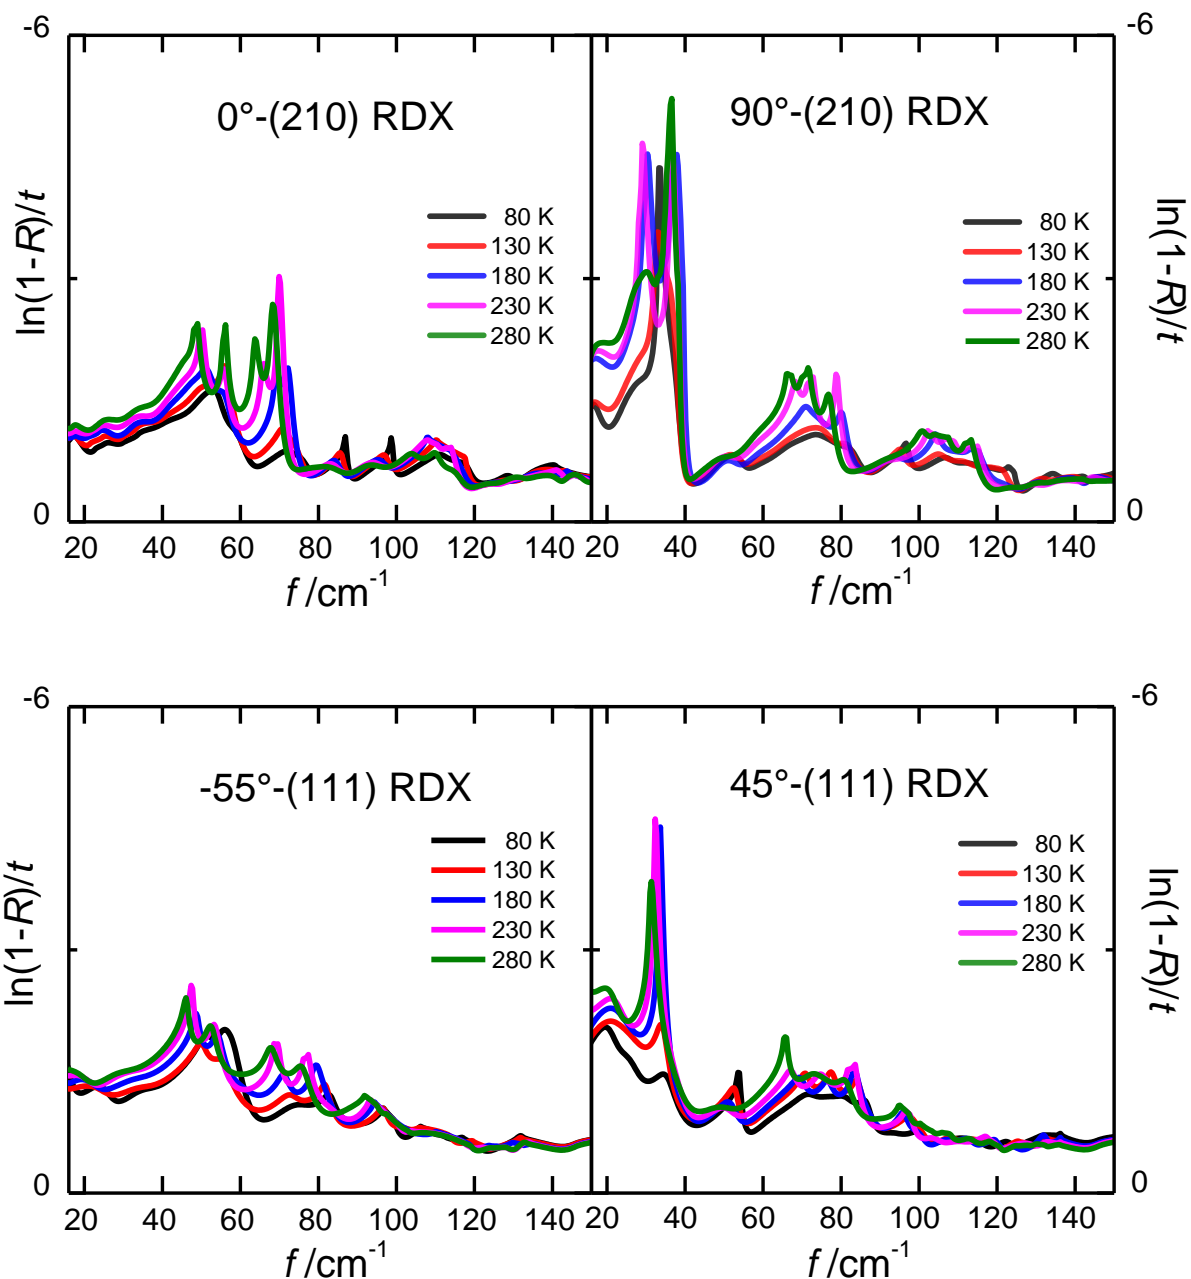 -6
-6
0°-(210) RDX
90°-(210) RDX
ln(1-R)/t
ln(1-R)/t
80 K
130 K
180 K
230 K
280 K
80 K
130 K
180 K
230 K
280 K
0
0
20 40 60 80 100 120 140
20 40 60 80 100 120 140
f /cm-1
f /cm-1
-6
-6
-55°-(111) RDX
45°-(111) RDX
ln(1-R)/t
ln(1-R)/t
80 K
130 K
180 K
230 K
280 K
80 K
130 K
180 K
230 K
280 K
0
0
20 40 60 80 100 120 140
20 40 60 80 100 120 140
f /cm-1
f /cm-1